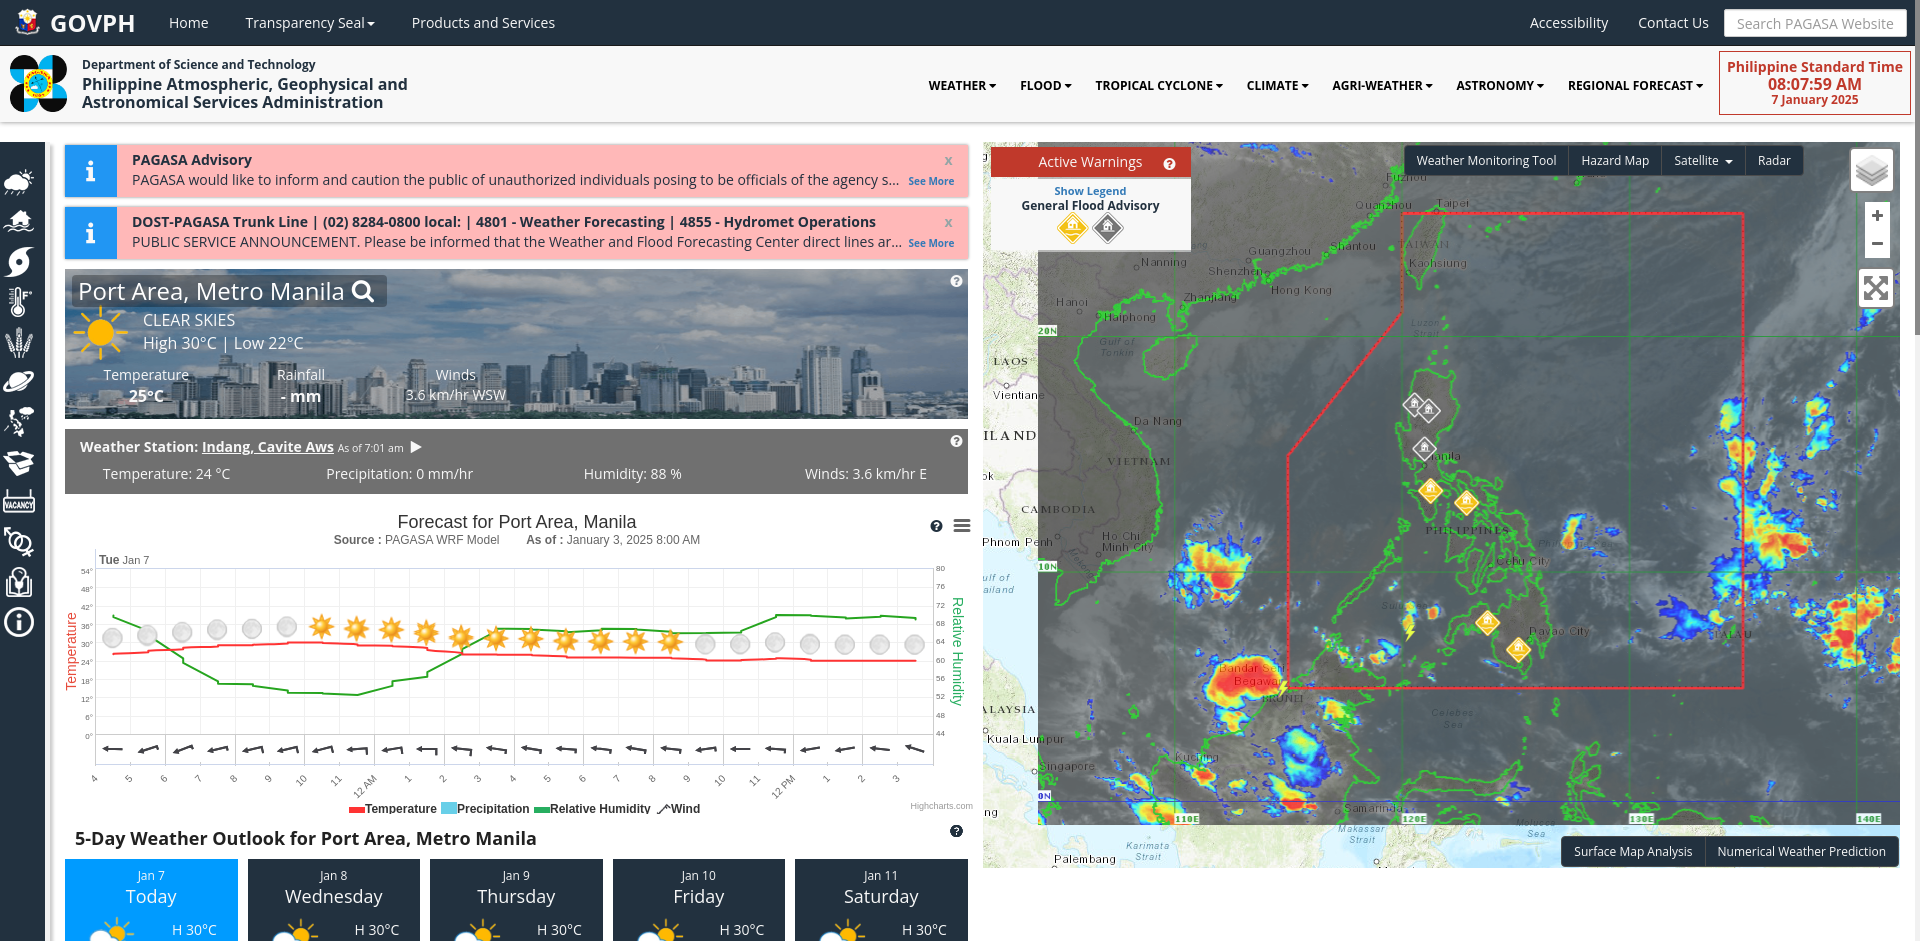 GOVPH
Home
Transparency Seal
Products and Services
Accessibility
Contact Us
Search PAGASA Website
Department of Science and Technology
Philippine Atmospheric, Geophysical and
Astronomical Services Administration
WEATHER
FLOOD
TROPICAL CYCLONE
CLIMATE
AGRI-WEATHER
ASTRONOMY
REGIONAL FORECAST
Philippine Standard Time
08:07:59 AM
7 January 2025
PAGASA Advisory
x
PAGASA would like to inform and caution the public of unauthorized individuals posing to be officials of the agency s...
See More
DOST-PAGASA Trunk Line | (02) 8284-0800 local: | 4801 - Weather Forecasting | 4855 - Hydromet Operations
x
PUBLIC SERVICE ANNOUNCEMENT. Please be informed that the Weather and Flood Forecasting Center direct lines ar...
See More
Port Area, Metro Manila
CLEAR SKIES
High 30°C | Low 22°C
Temperature
Rainfall
Winds
25°C
- mm
3.6 km/hr WSW
Weather Station: Indang, Cavite Aws As of 7:01 am
Temperature: 24 °C
Precipitation: 0 mm/hr
Humidity: 88 %
Winds: 3.6 km/hr E
VACANCY
Forecast for Port Area, Manila
Source : PAGASA WRF Model
As of : January 3, 2025 8:00 AM
Tue Jan 7
Temperature
54°
48°
42°
36°
30°
24°
18°
12°
6°
0°
Relative Humidity
80
76
72
68
64
60
56
52
48
44
4
5
6
7
8
9
10
11
12 AM
1
2
3
4
5
6
7
8
9
10
11
12 PM
1
2
3
Temperature
Precipitation
Relative Humidity
Wind
Highcharts.com
5-Day Weather Outlook for Port Area, Metro Manila
Jan 7
Today
H 30°C
Jan 8
Wednesday
H 30°C
Jan 9
Thursday
H 30°C
Jan 10
Friday
H 30°C
Jan 11
Saturday
H 30°C
Active Warnings
Show Legend
General Flood Advisory
Weather Monitoring Tool
Hazard Map
Satellite
Radar
+
−
Fuzhou
Quanzhou
Taipei
Shantou
TAIWAN
Guangzhou
Kaohsiung
Nanning
Shenzhen
Hong Kong
Zhanjiang
Hanoi
Haiphong
Luzon
Strait
20N
Gulf of
Tonkin
LAOS
Vientiane
Da Nang
ILAND
VIETNAM
Manila
ok
CAMBODIA
PHILIPPINES
Phnom Penh
Ho Chi
Minh City
Cebu City
10N
ulf of
ailand
Davao City
PALAU
Bandar Seri
Begawan
BRUNEI
ALAYSIA
Celebes
Sea
Kuala Lumpur
Kuching
Singapore
0N
Samarinda
ng
110E
120E
130E
140E
Makassar
Strait
Molucca
Sea
Karimata
Strait
Palembang
Surface Map Analysis
Numerical Weather Prediction